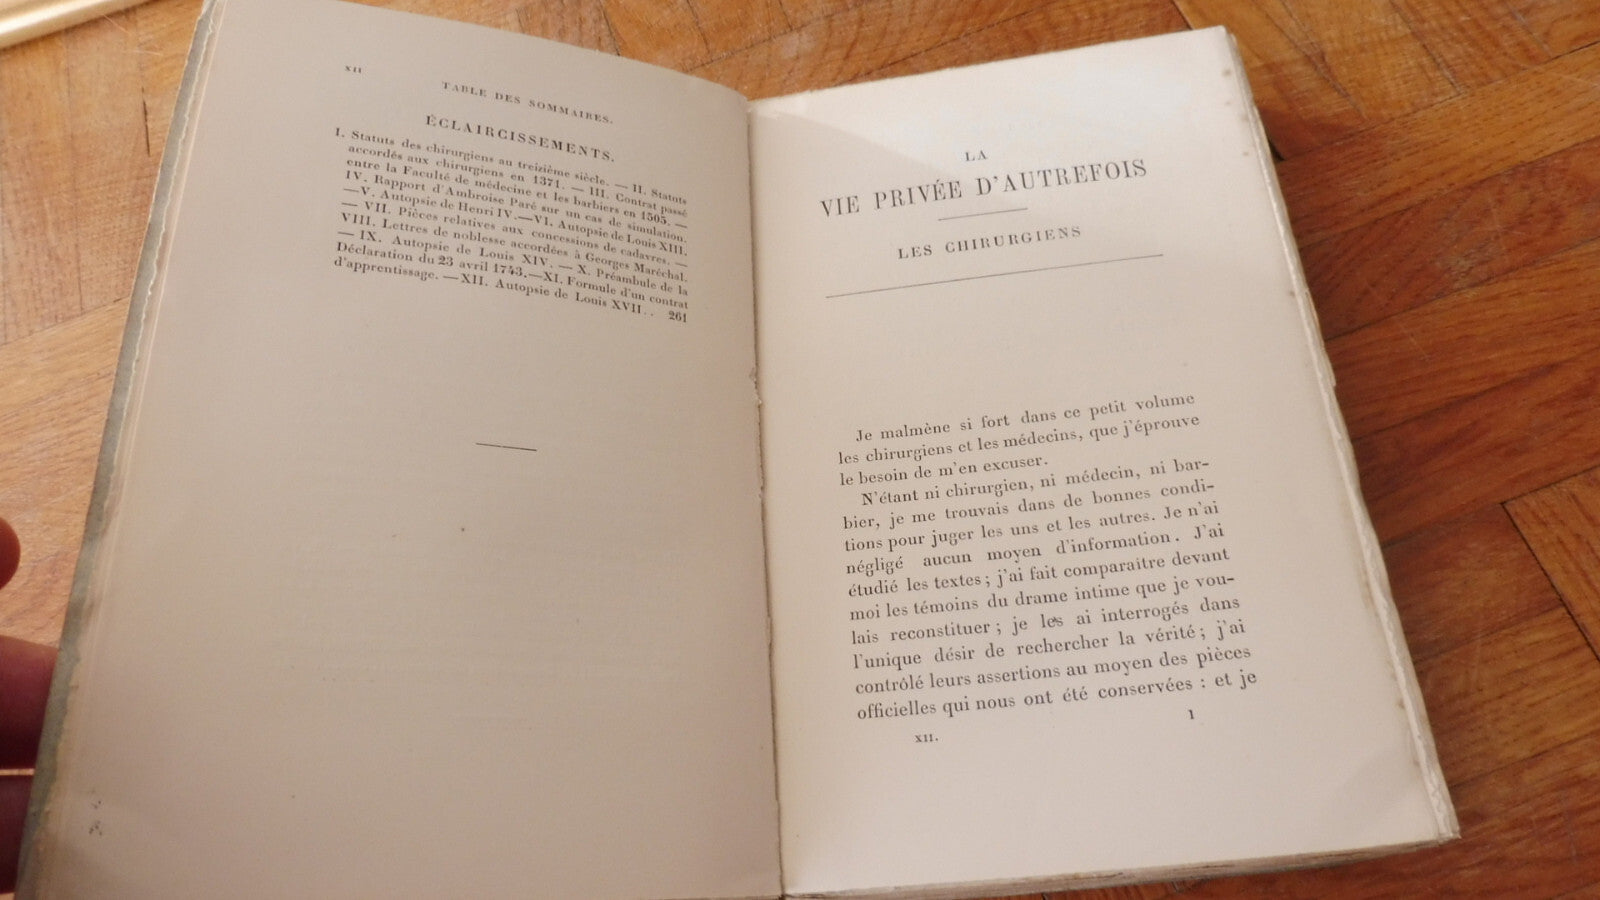 xii
TABLE DES SOMMAIRES.
ÉCLAIRCISSEMENTS.
I. Statuts des chirurgiens au treizième siècle. — II. Statuts
accordés aux chirurgiens en 1371. — III. Contrat passé
entre la Faculté de médecine et les barbiers en 1505. —
IV. Rapport d'Ambroise Paré sur un cas de simulation.
—V. Autopsie de Henri IV.—VI. Autopsie de Louis XIII.
— VII. Pièces relatives aux concessions de cadavres. —
VIII. Lettres de noblesse accordées à Georges Maréchal.
— IX. Autopsie de Louis XIV. — X. Préambule de la
Déclaration du 23 avril 1743.—XI. Formule d'un contrat
d'apprentissage. —XII. Autopsie de Louis XVII.. 261
LA
VIE PRIVÉE D'AUTREFOIS
LES CHIRURGIENS
Je malmène si fort dans ce petit volume
les chirurgiens et les médecins, que j'éprouve
le besoin de m'en excuser.
N'étant ni chirurgien, ni médecin, ni bar-
bier, je me trouvais dans de bonnes condi-
tions pour juger les uns et les autres. Je n'ai
négligé aucun moyen d'information. J'ai
étudié les textes; j'ai fait comparaître devant
moi les témoins du drame intime que je vou-
lais reconstituer; je les ai interrogés dans
l'unique désir de rechercher la vérité; j'ai
contrôlé leurs assertions au moyen des pièces
officielles qui nous ont été conservées : et je
XII. 1